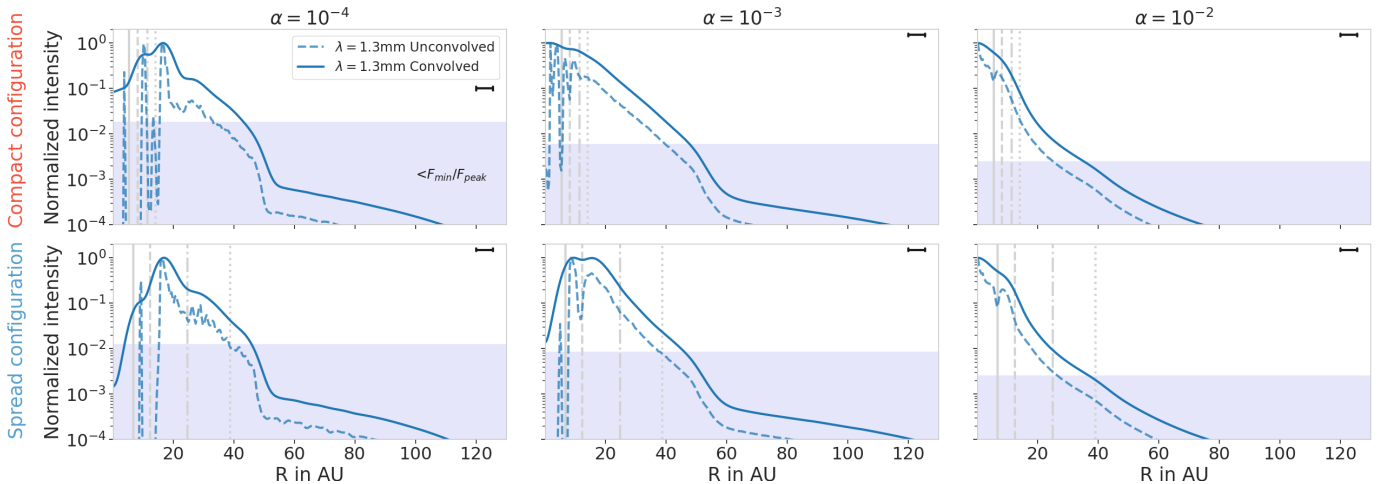 α = 10⁻⁴
α = 10⁻³
α = 10⁻²
Compact configuration
Normalized intensity
10⁰
10⁻¹
10⁻²
10⁻³
10⁻⁴
λ = 1.3mm Unconvolved
λ = 1.3mm Convolved
<F_min/F_peak
Spread configuration
Normalized intensity
10⁰
10⁻¹
10⁻²
10⁻³
10⁻⁴
20 40 60 80 100 120
20 40 60 80 100 120
20 40 60 80 100 120
R in AU
R in AU
R in AU